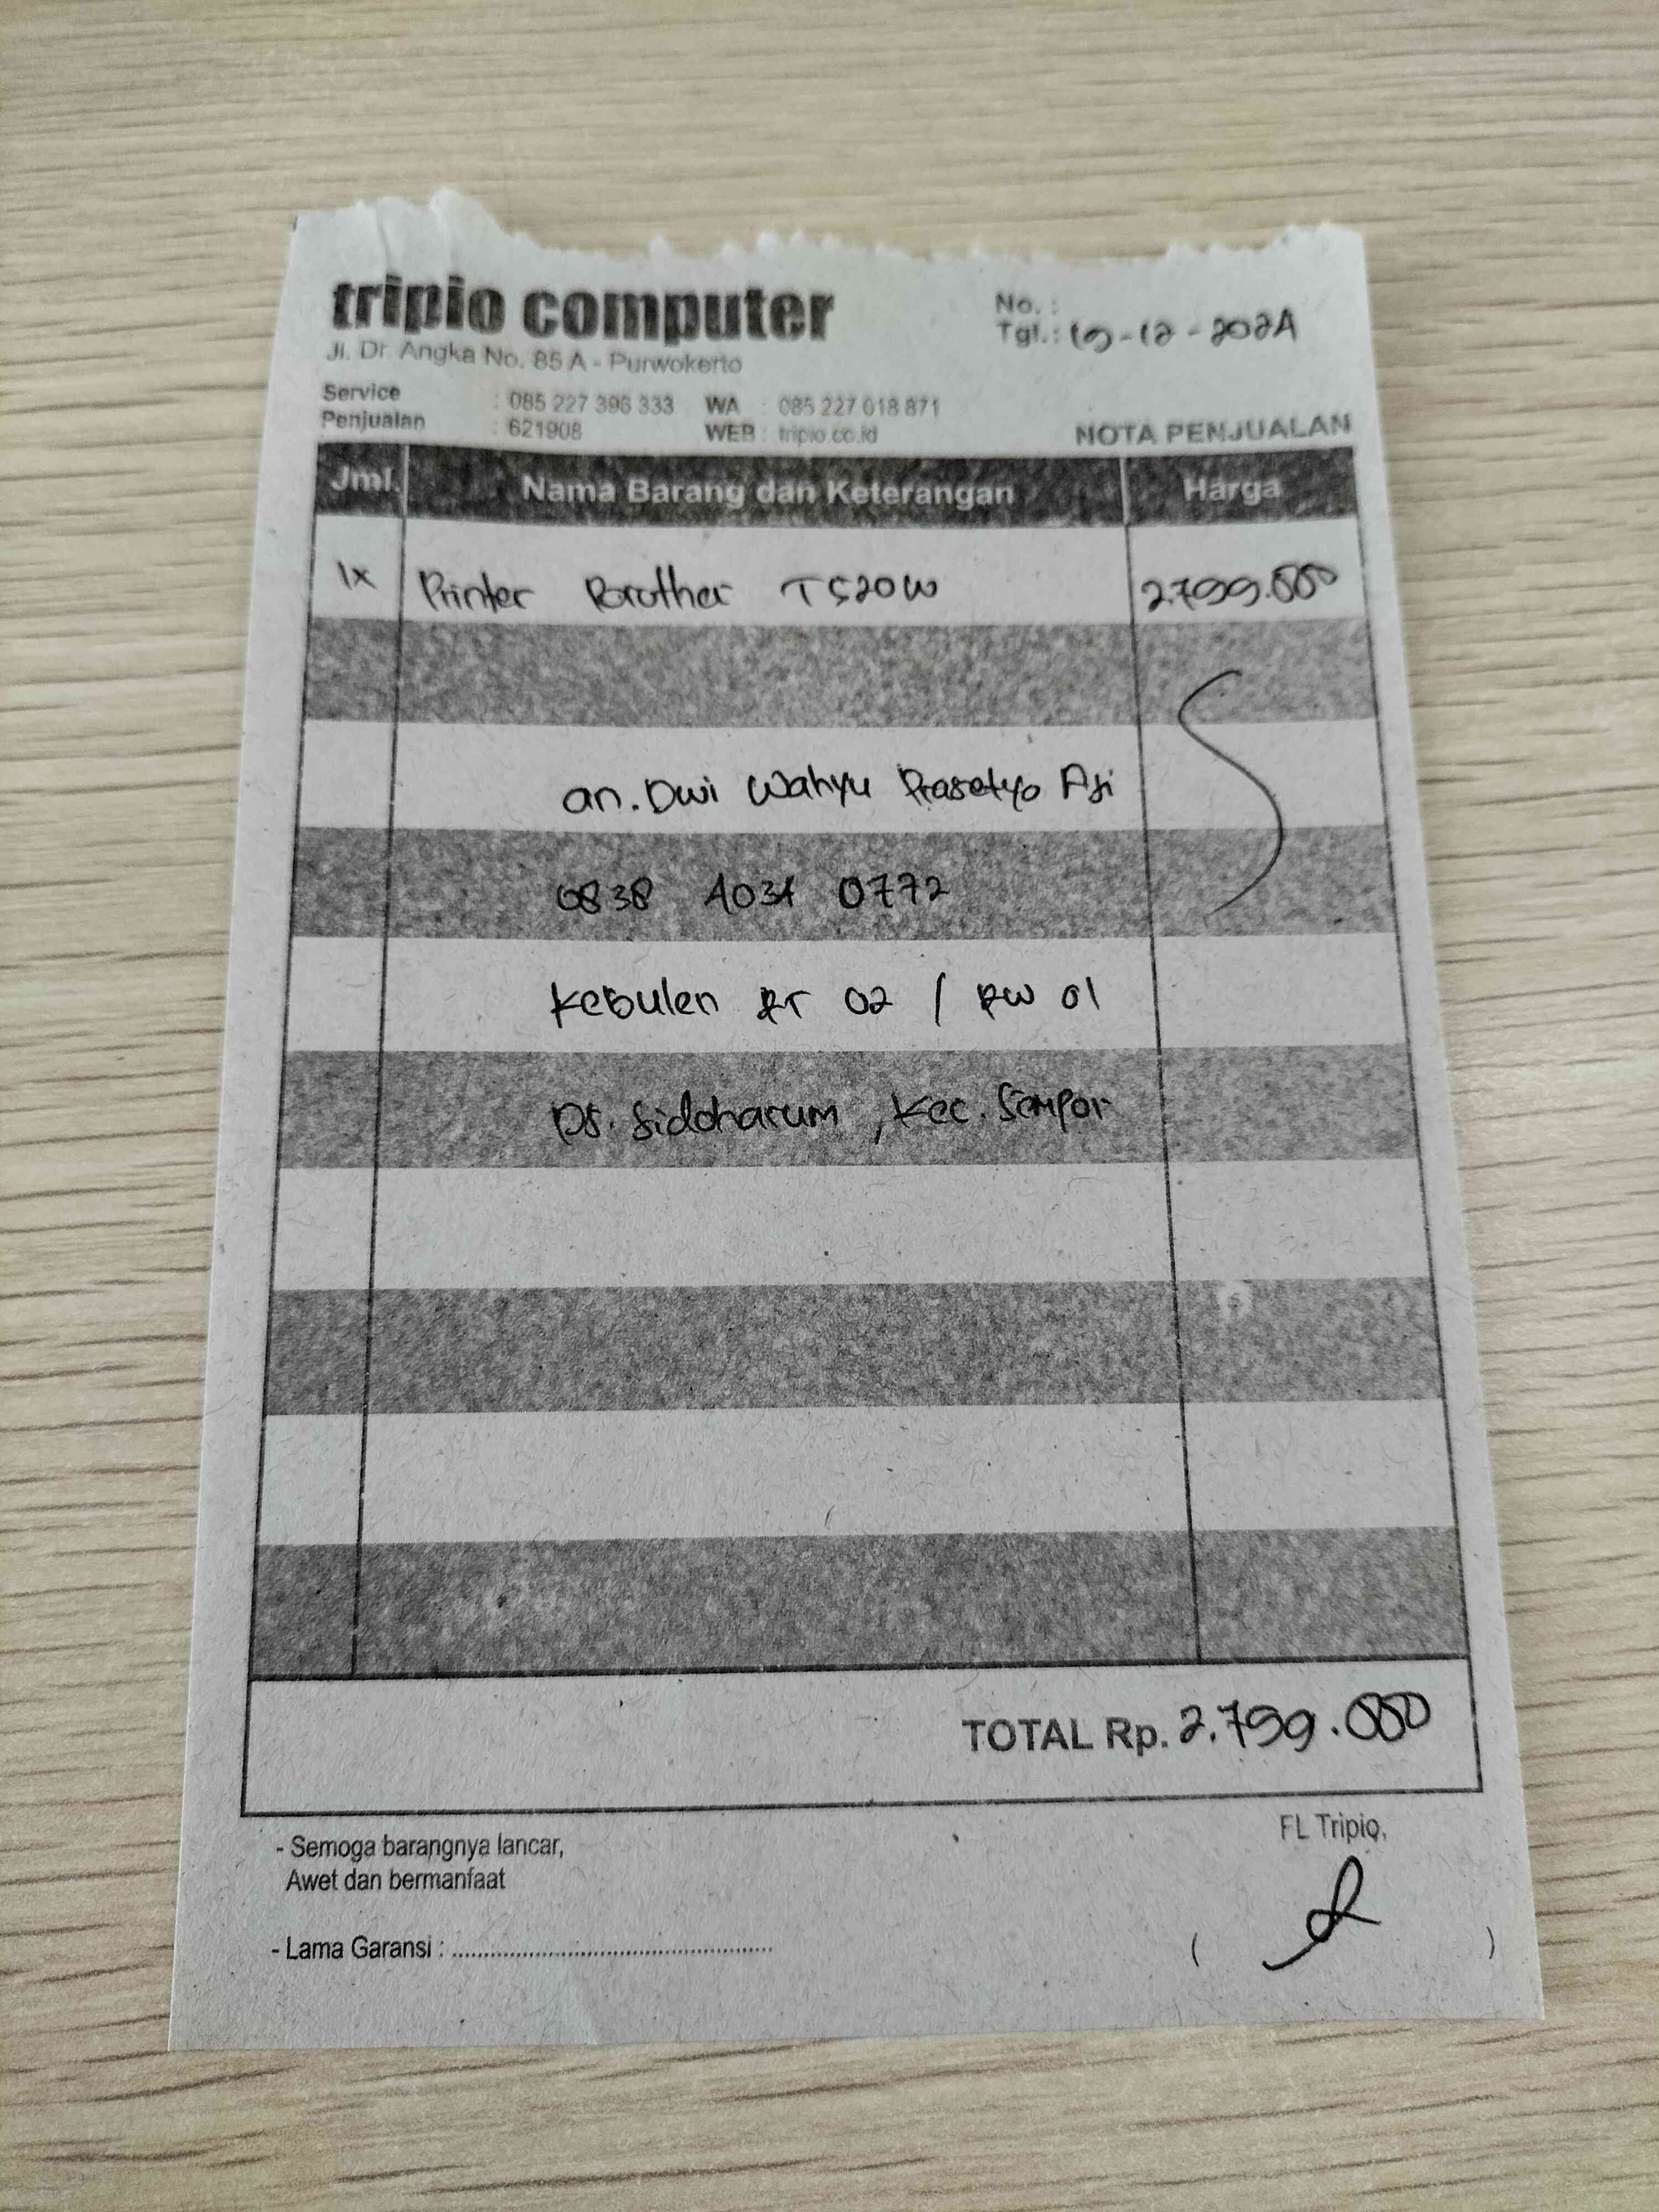 tripio computer
Jl. Dr. Angka No. 85 A - Purwokerto
No. :
Tgl.: -12-2024
Service : 085 227 396 333 WA : 085 227 018 871
Penjualan : 621908 WEB : tripio.co.id
NOTA PENJUALAN
Jml. Nama Barang dan Keterangan Harga
1x Printer Brother T520W 2.799.000
an. Dwi Wahyu Prasetyo Aji
0838 4034 0772
Kebulen RT 02 / RW 01
Ds. Sidoharum, Kec. Sempor
TOTAL Rp. 2.799.000
- Semoga barangnya lancar,
Awet dan bermanfaat
- Lama Garansi : ........................................
FL Tripio,
( )